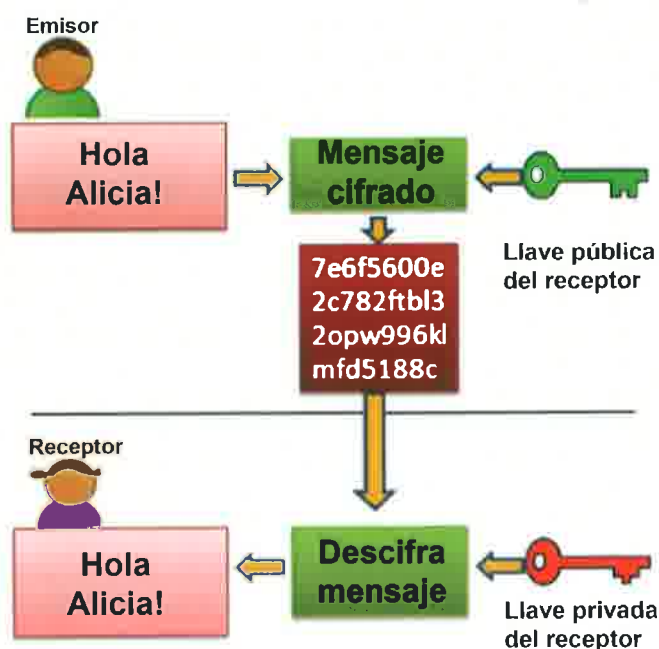 Emisor
Hola
Alicia!
Mensaje
cifrado
Llave pública
del receptor
7e6f5600e
2c782ftbl3
2opw996kl
mfd5188c
Receptor
Hola
Alicia!
Descifra
mensaje
Llave privada
del receptor